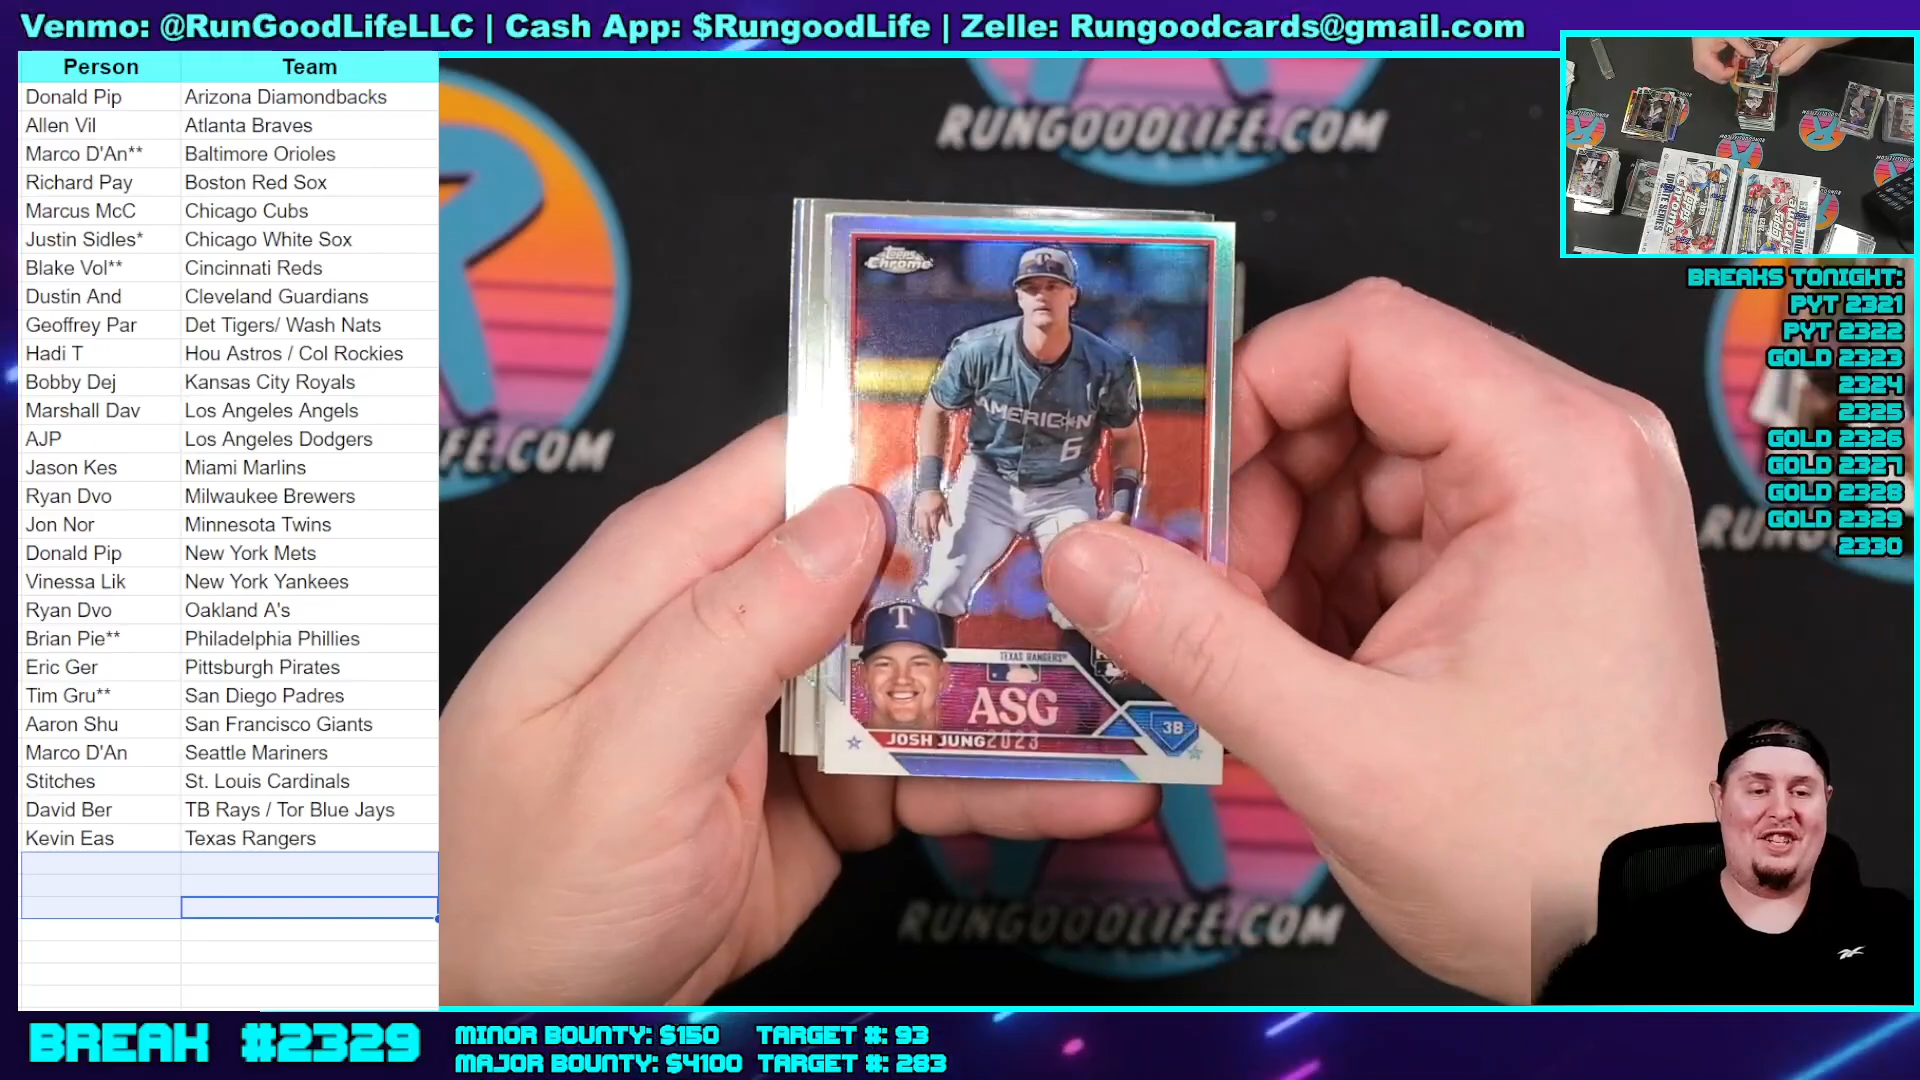 Venmo: @RunGoodLifeLLC | Cash App: $RungoodLife | Zelle: Rungoodcards@gmail.com
Person Team
Donald Pip Arizona Diamondbacks
Allen Vil Atlanta Braves
Marco D'An** Baltimore Orioles
Richard Pay Boston Red Sox
Marcus McC Chicago Cubs
Justin Sidles* Chicago White Sox
Blake Vol** Cincinnati Reds
Dustin And Cleveland Guardians
Geoffrey Par Det Tigers/ Wash Nats
Hadi T Hou Astros / Col Rockies
Bobby Dej Kansas City Royals
Marshall Dav Los Angeles Angels
AJP Los Angeles Dodgers
Jason Kes Miami Marlins
Ryan Dvo Milwaukee Brewers
Jon Nor Minnesota Twins
Donald Pip New York Mets
Vinessa Lik New York Yankees
Ryan Dvo Oakland A's
Brian Pie** Philadelphia Phillies
Eric Ger Pittsburgh Pirates
Tim Gru** San Diego Padres
Aaron Shu San Francisco Giants
Marco D'An Seattle Mariners
Stitches St. Louis Cardinals
David Ber TB Rays / Tor Blue Jays
Kevin Eas Texas Rangers
RUNGOODLIFE.COM
FE.COM
Topps
Chrome
T
AMERICAN
6
T
TEXAS RANGERS
ASG
2023
JOSH JUNG
3B
RUNGOODLIFE.COM
BREAKS TONIGHT:
PYT 2321
PYT 2322
GOLD 2323
2324
2325
GOLD 2326
GOLD 2327
GOLD 2328
GOLD 2329
2330
BREAK #2329
MINOR BOUNTY: $150 TARGET #: 93
MAJOR BOUNTY: $4100 TARGET #: 283